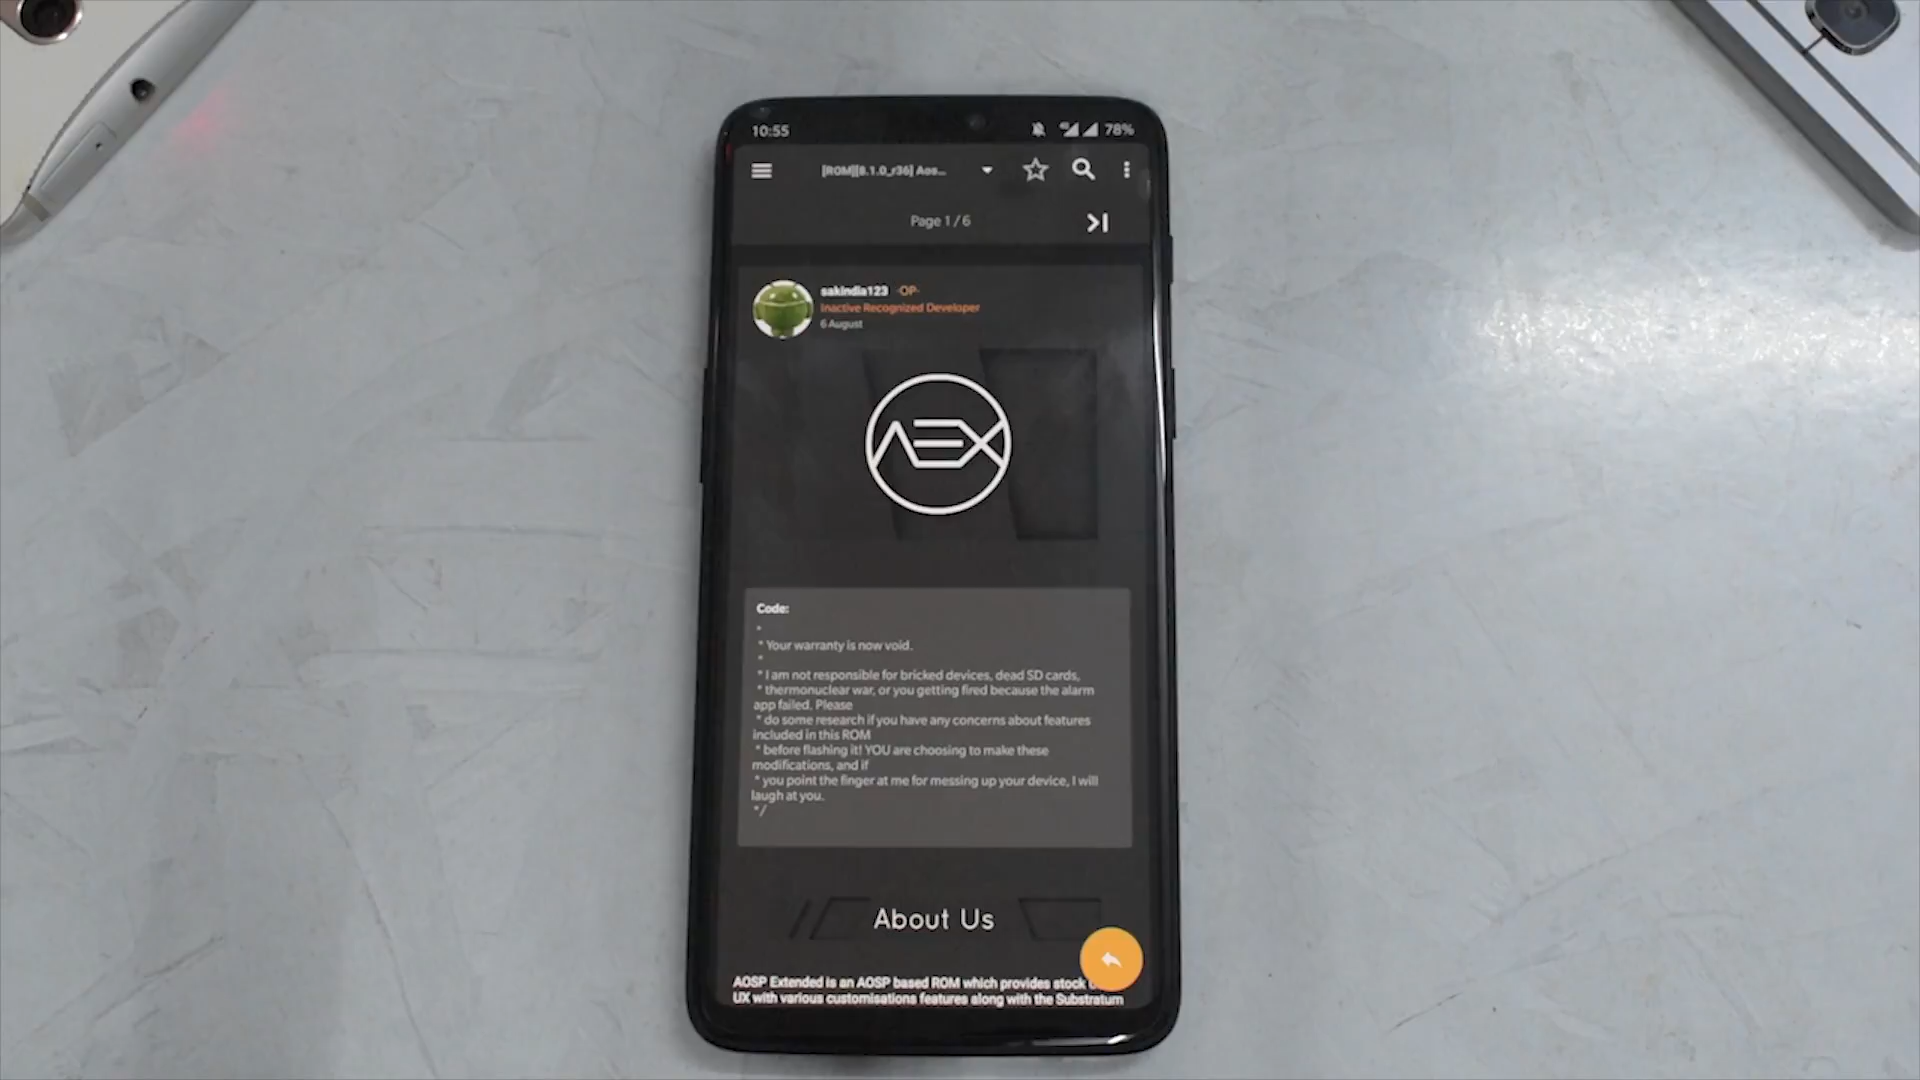 10:55
4G 78%
[ROM][8.1.0_r36] Aos...
Page 1 / 6
sakindia123 -OP-
Inactive Recognized Developer
6 August
AEX
Code:
*
* Your warranty is now void.
*
* I am not responsible for bricked devices, dead SD cards,
* thermonuclear war, or you getting fired because the alarm
app failed. Please
* do some research if you have any concerns about features
included in this ROM
* before flashing it! YOU are choosing to make these
modifications, and if
* you point the finger at me for messing up your device, I will
laugh at you.
*/
About Us
AOSP Extended is an AOSP based ROM which provides stock
UX with various customisations features along with the Substratum